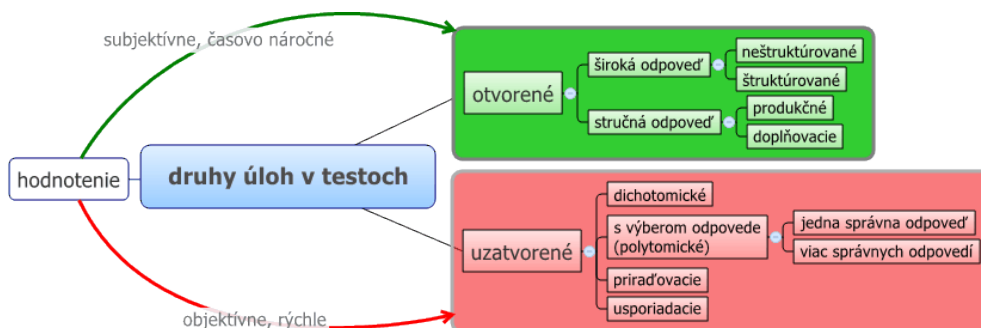 subjektívne, časovo náročné
otvorené
široká odpoveď
neštruktúrované
štruktúrované
stručná odpoveď
produkčné
doplňovacie
hodnotenie
druhy úloh v testoch
uzatvorené
dichotomické
s výberom odpovede
(polytomické)
jedna správna odpoveď
viac správnych odpovedí
priraďovacie
usporiadacie
objektívne, rýchle